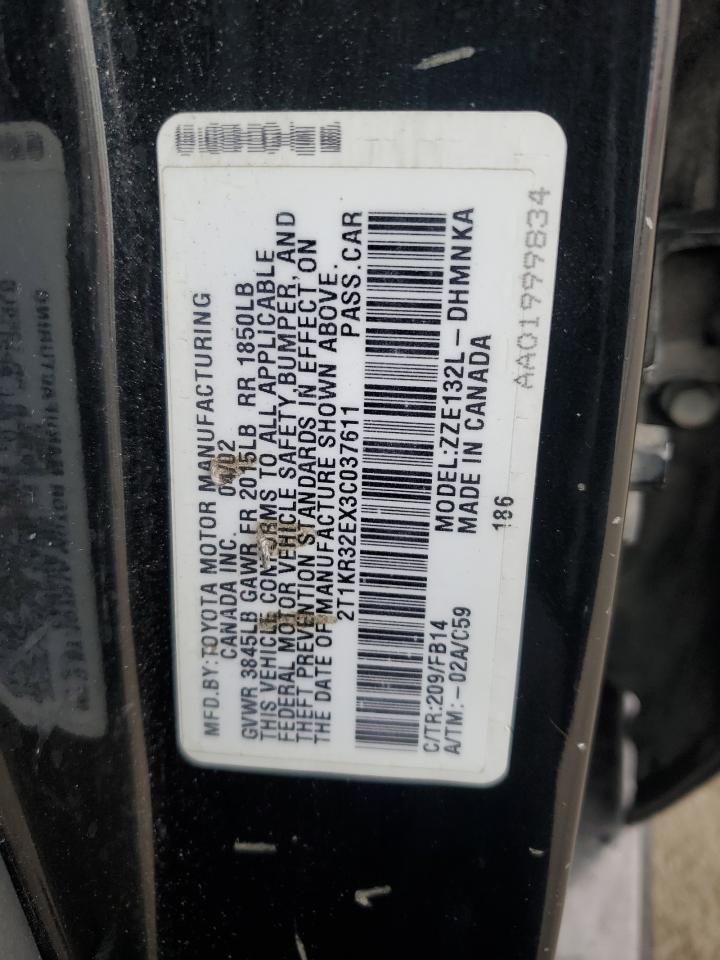 MFD.BY:TOYOTA MOTOR MANUFACTURING
CANADA INC. 04/02
GVWR 3845LB GAWR FR 2015LB RR 1850LB
THIS VEHICLE CONFORMS TO ALL APPLICABLE
FEDERAL MOTOR VEHICLE SAFETY BUMPER, AND
THEFT PREVENTION STANDARDS IN EFFECT ON
THE DATE OF MANUFACTURE SHOWN ABOVE.
2T1KR32EX3C037611 PASS.CAR
C/TR:209/FB14 MODEL:ZZE132L-DHMNKA
A/TM:-02A/C59 MADE IN CANADA
186
AA01999834